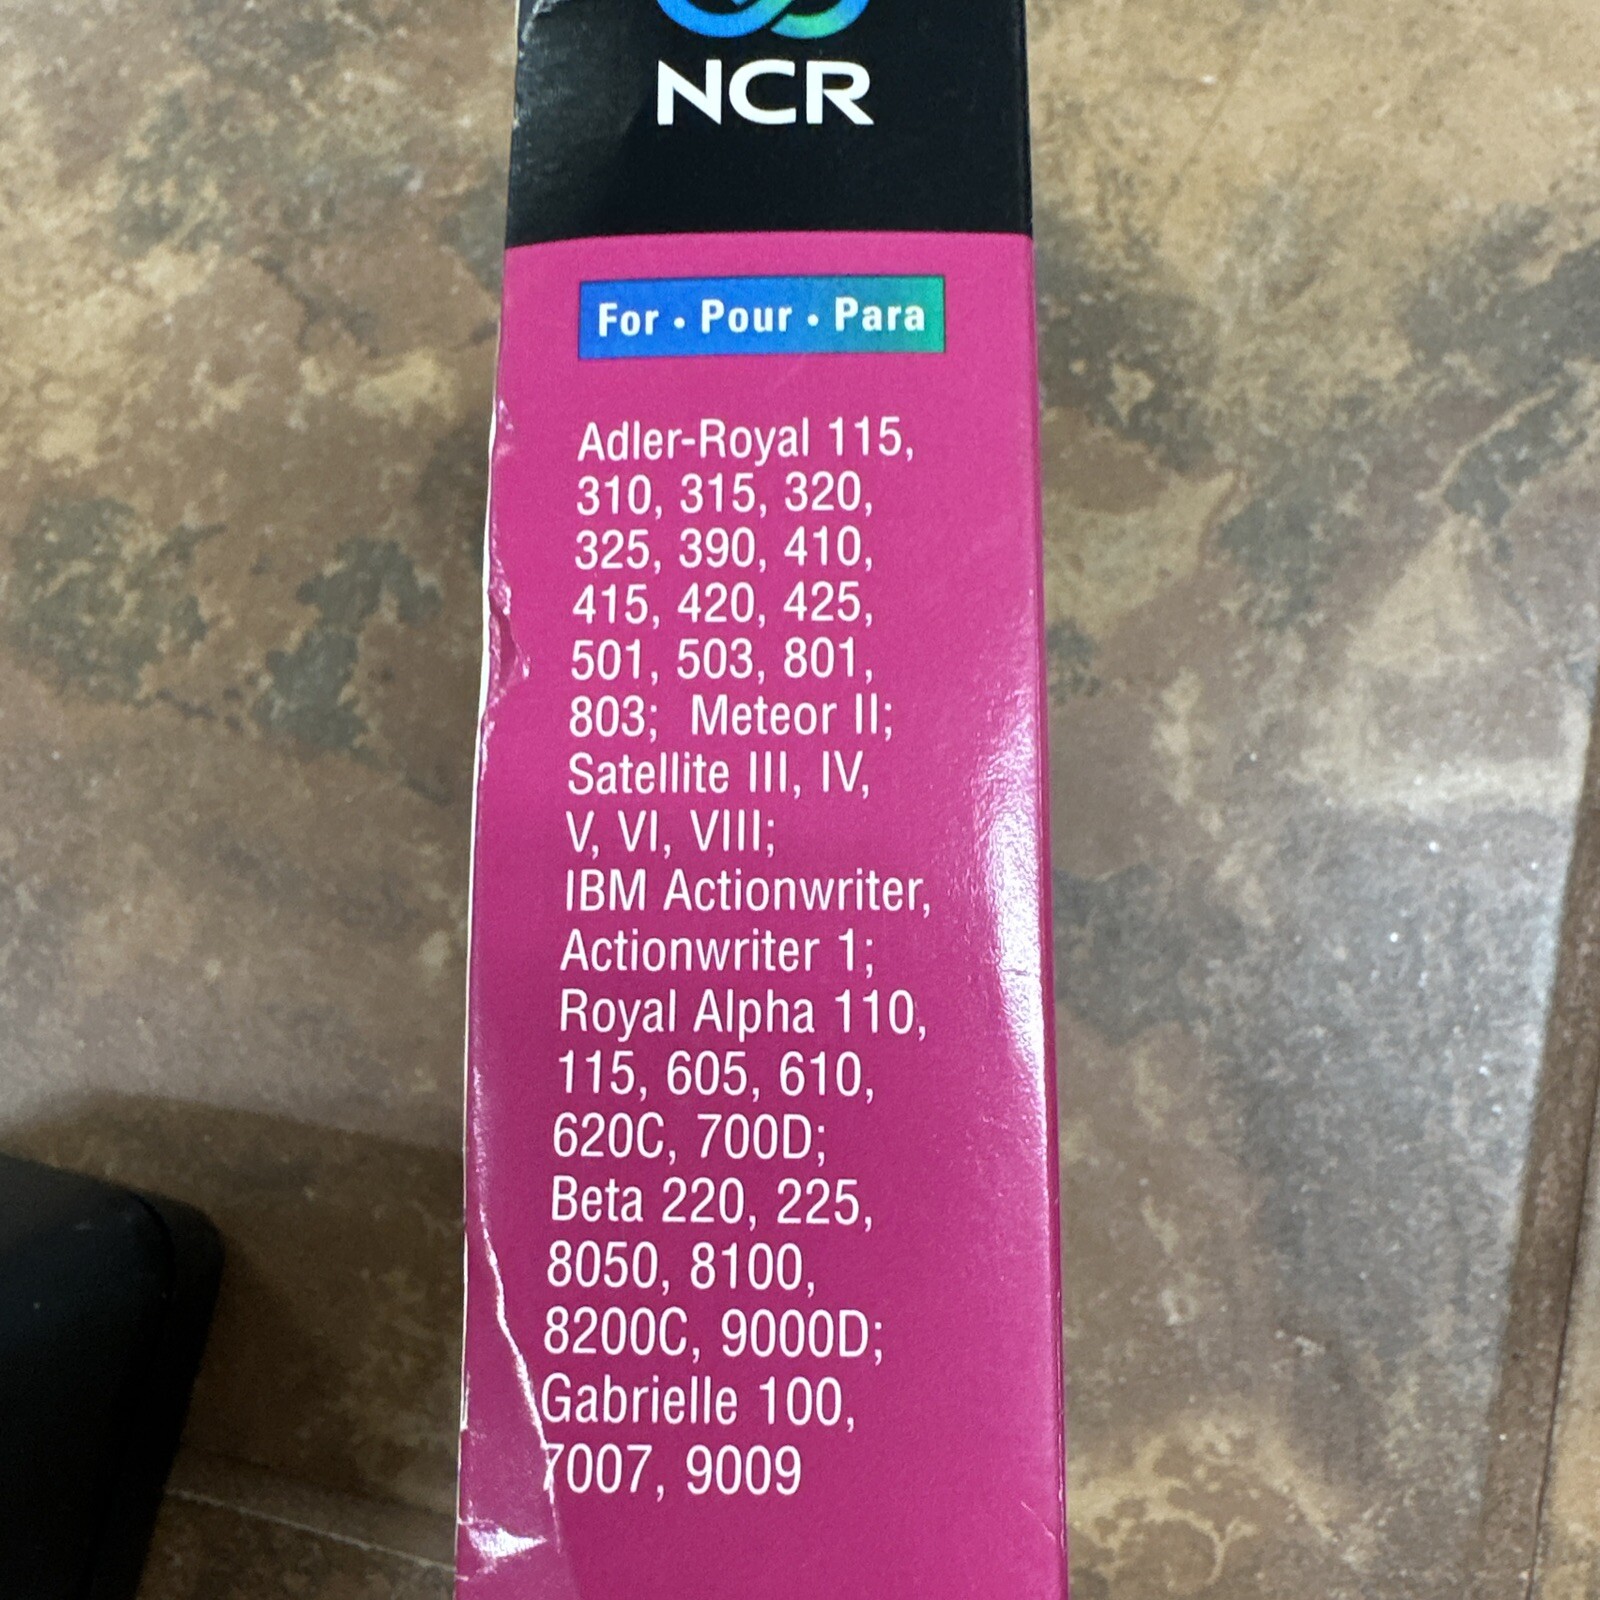 NCR
For • Pour • Para
Adler-Royal 115,
310, 315, 320,
325, 390, 410,
415, 420, 425,
501, 503, 801,
803; Meteor II;
Satellite III, IV,
V, VI, VIII;
IBM Actionwriter,
Actionwriter 1;
Royal Alpha 110,
115, 605, 610,
620C, 700D;
Beta 220, 225,
8050, 8100,
8200C, 9000D;
Gabrielle 100,
7007, 9009